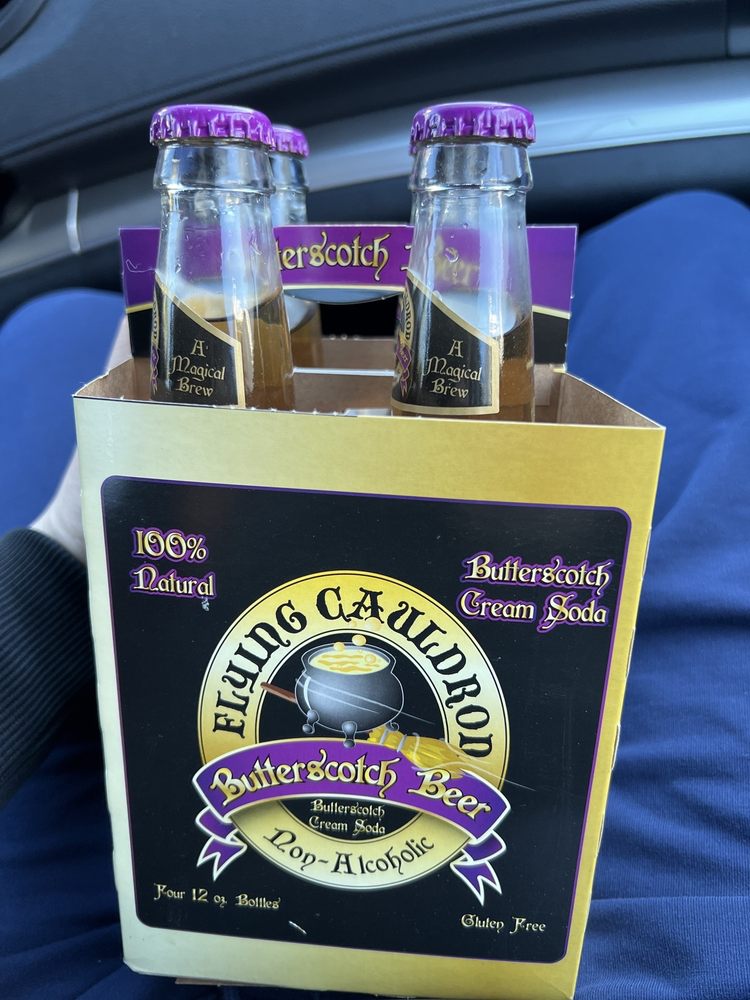 terscotch
A
Magical
Brew
A
Magical
Brew
100%
Natural
Butterscotch
Cream Soda
FLYING CAULDRON
Butterscotch Beer
Butterscotch
Cream Soda
Non-Alcoholic
Four 12 oz. Bottles
Gluten Free